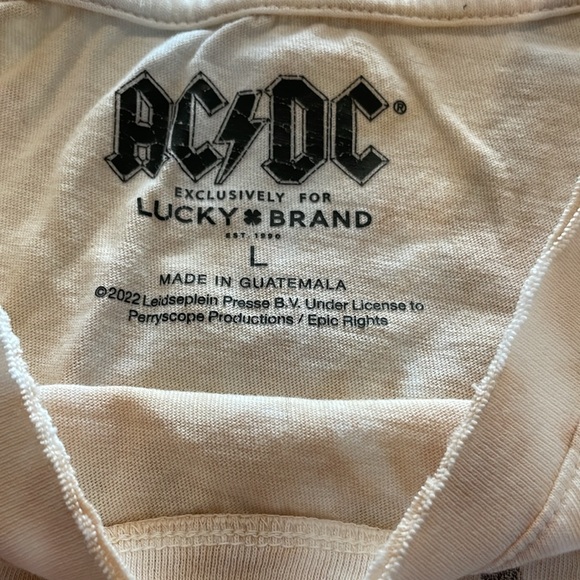 AC⚡DC®
EXCLUSIVELY FOR
LUCKY BRAND
EST. 1990
L
MADE IN GUATEMALA
©2022 Leidseplein Presse B.V. Under License to
Perryscope Productions / Epic Rights